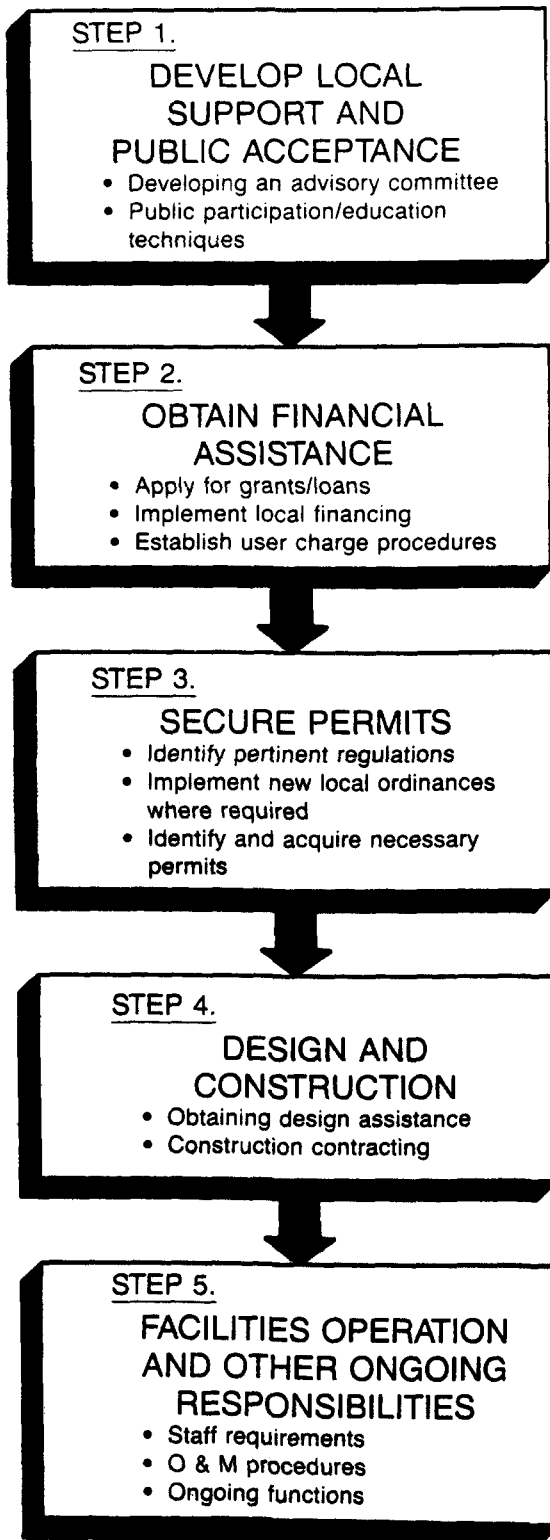 STEP 1.
DEVELOP LOCAL
SUPPORT AND
PUBLIC ACCEPTANCE
• Developing an advisory committee
• Public participation/education
techniques
STEP 2.
OBTAIN FINANCIAL
ASSISTANCE
• Apply for grants/loans
• Implement local financing
• Establish user charge procedures
STEP 3.
SECURE PERMITS
• Identify pertinent regulations
• Implement new local ordinances
where required
• Identify and acquire necessary
permits
STEP 4.
DESIGN AND
CONSTRUCTION
• Obtaining design assistance
• Construction contracting
STEP 5.
FACILITIES OPERATION
AND OTHER ONGOING
RESPONSIBILITIES
• Staff requirements
• O & M procedures
• Ongoing functions